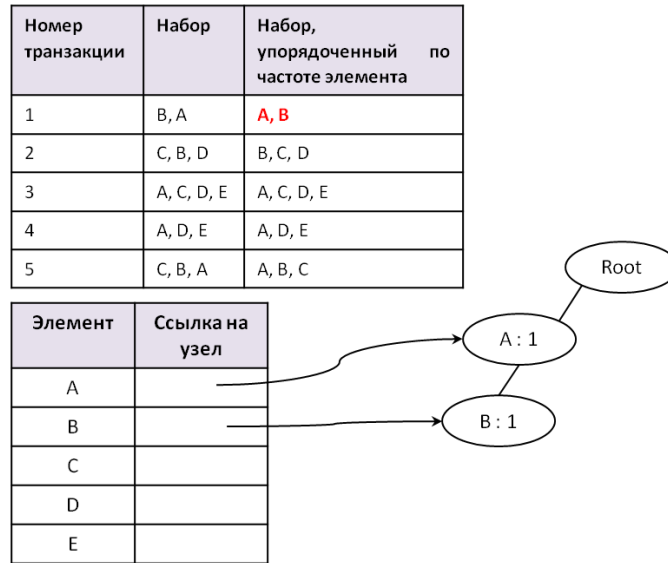 Номер транзакции Набор Набор, упорядоченный по частоте элемента
1 B, A A, B
2 C, B, D B, C, D
3 A, C, D, E A, C, D, E
4 A, D, E A, D, E
5 C, B, A A, B, C
Root
Элемент Ссылка на узел
A : 1
A
B
B : 1
C
D
E